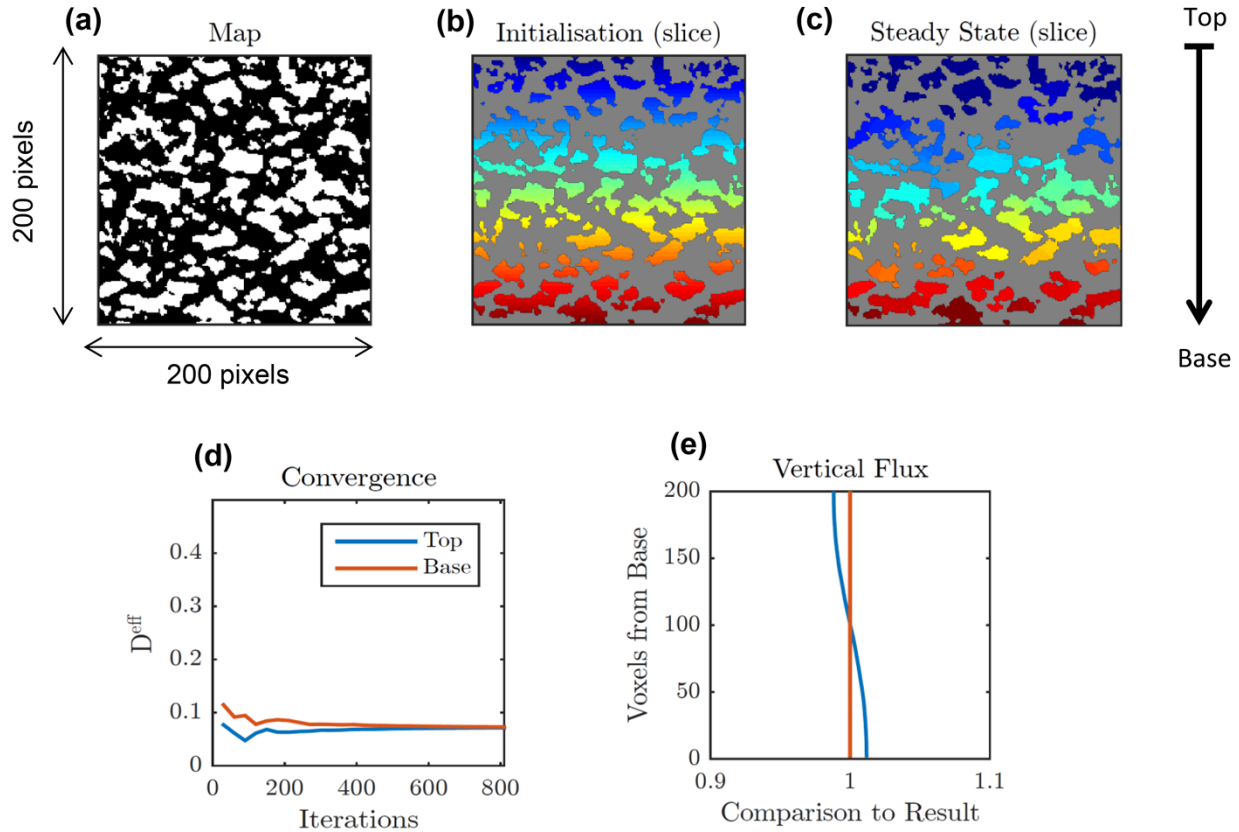 (a)
Map
200 pixels
200 pixels
(b)
Initialisation (slice)
(c)
Steady State (slice)
Top
Base
(d)
Convergence
Top
Base
0.4
0.3
0.2
0.1
0
D^eff
0
200
400
600
800
Iterations
(e)
Vertical Flux
200
150
100
50
0
Voxels from Base
0.9
1
1.1
Comparison to Result